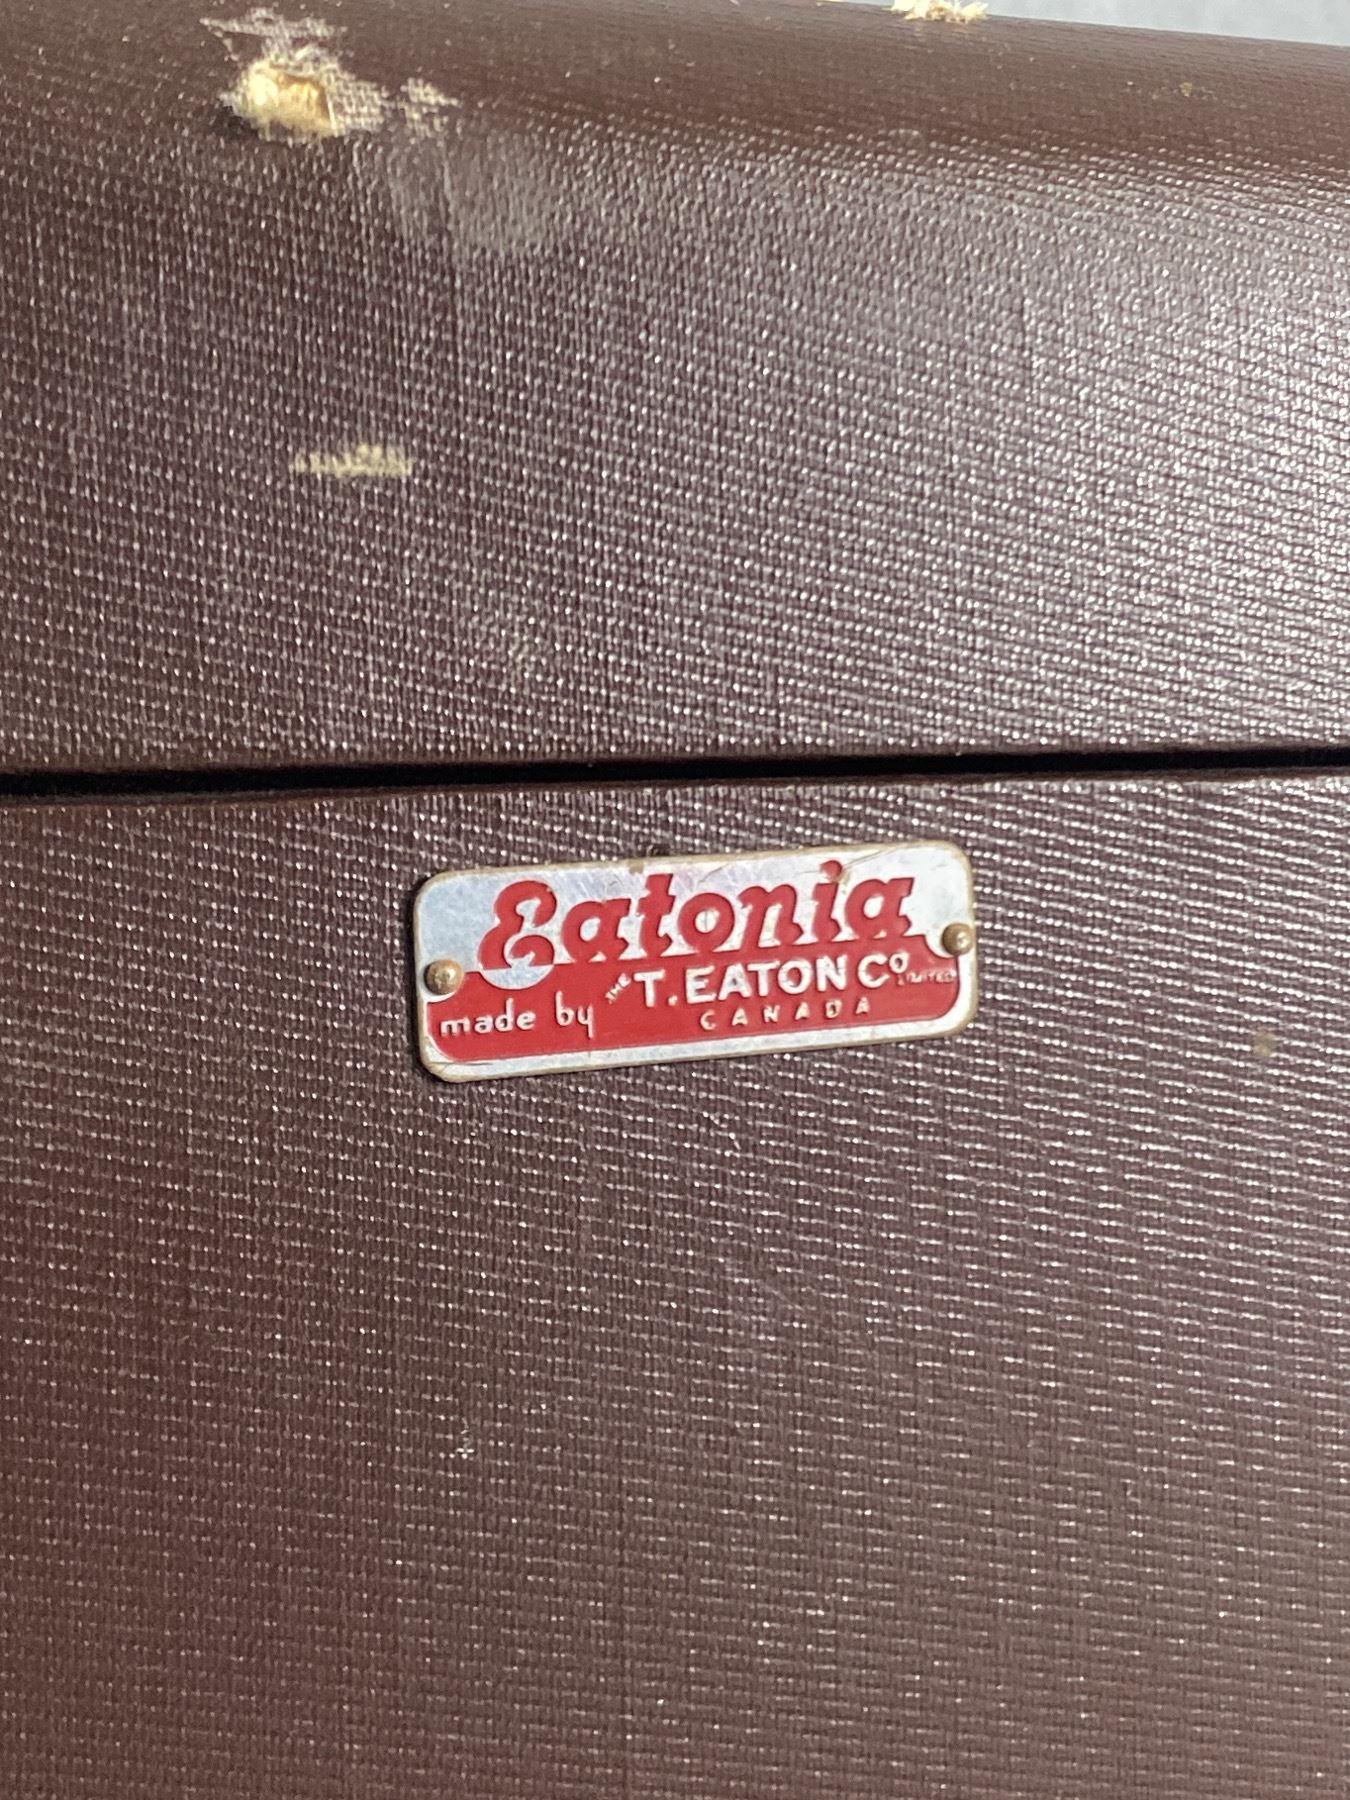 Eatonia
made by THE T. EATON Co LIMITED
CANADA